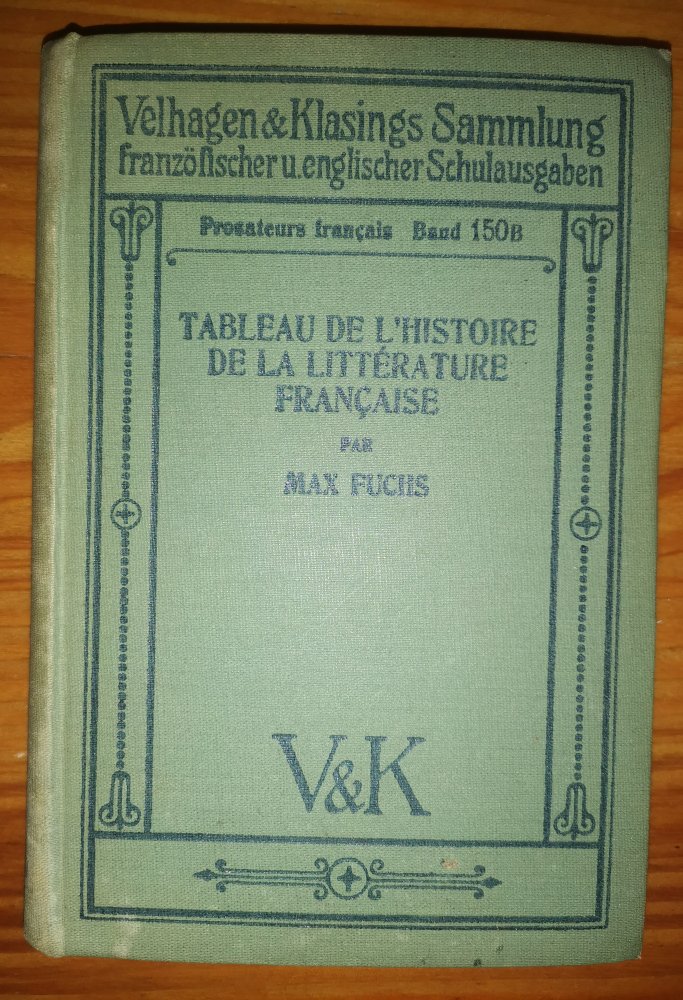 Velhagen & Klasings Sammlung
französischer u. englischer Schulausgaben
Prosateurs français Band 150B
TABLEAU DE L'HISTOIRE
DE LA LITTÉRATURE
FRANÇAISE
PAR
MAX FUCHS
V&K